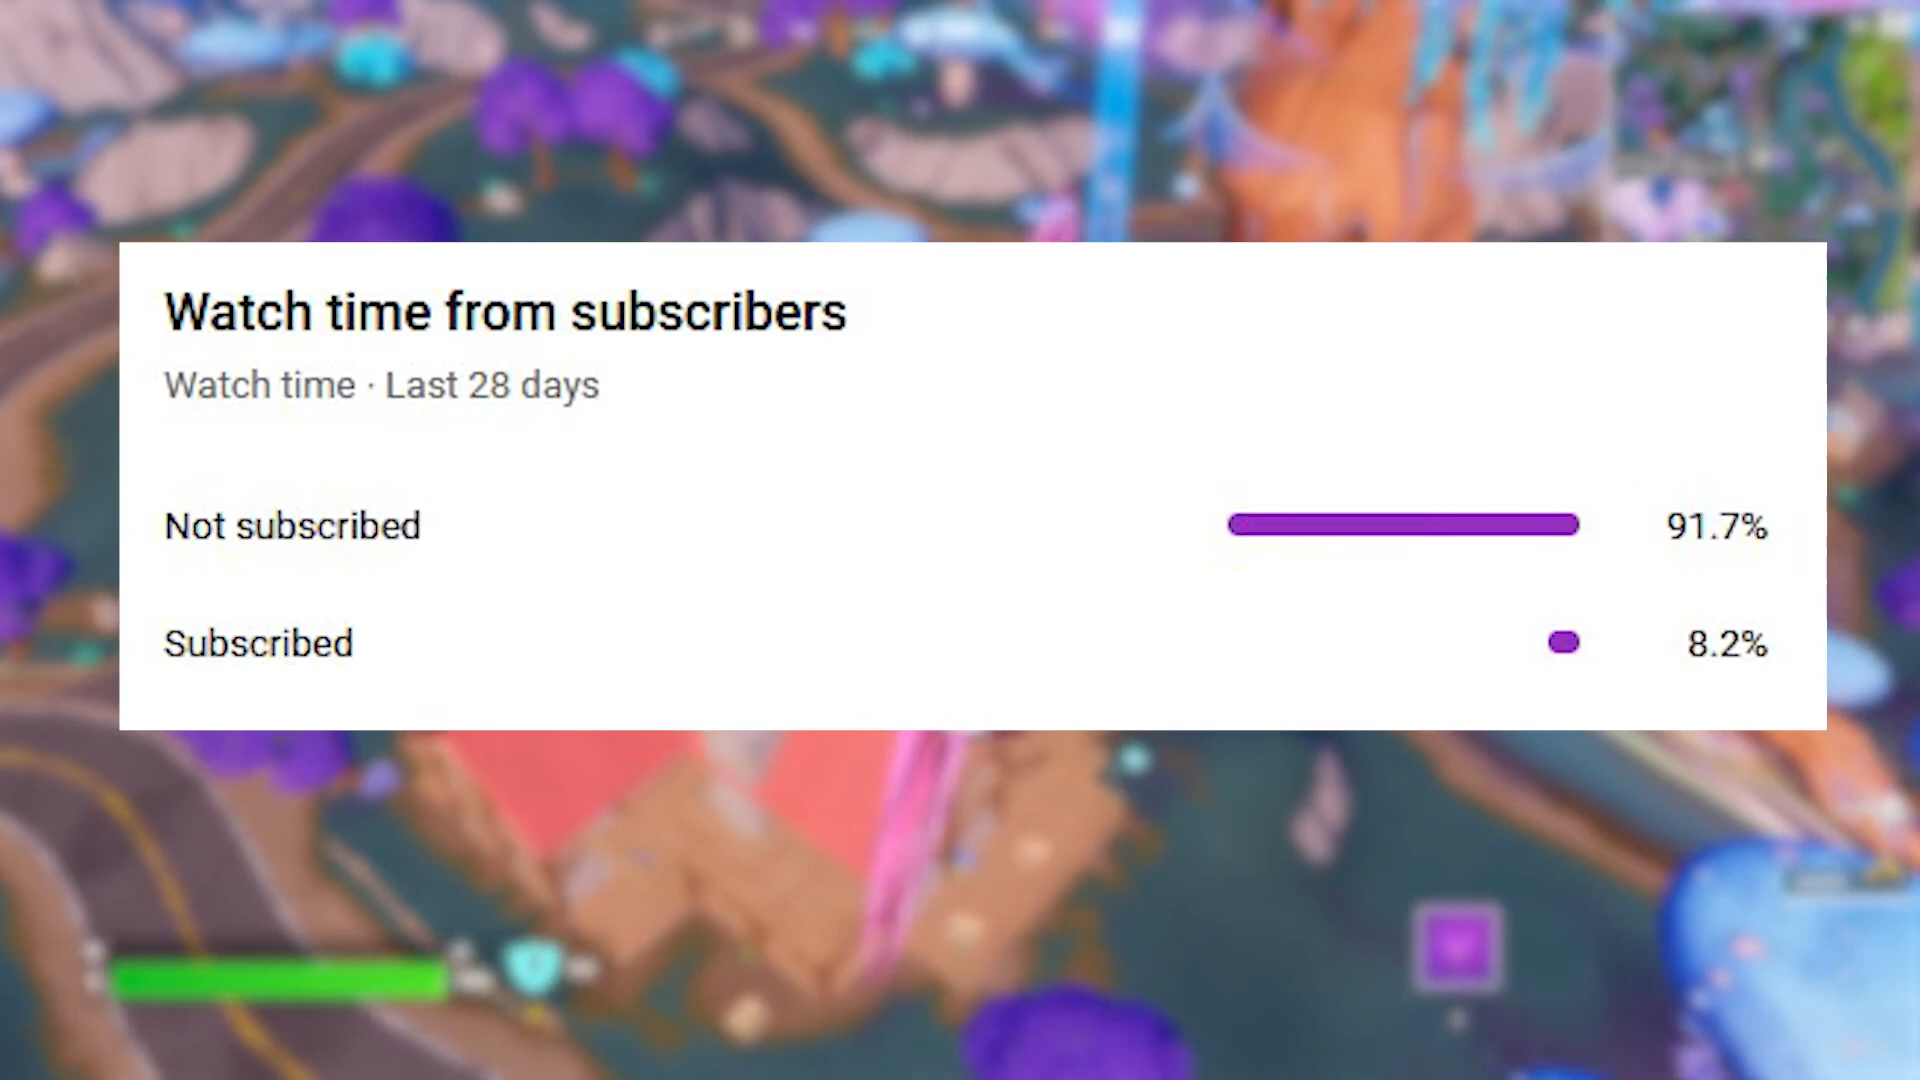 Watch time from subscribers
Watch time · Last 28 days
Not subscribed 91.7%
Subscribed 8.2%